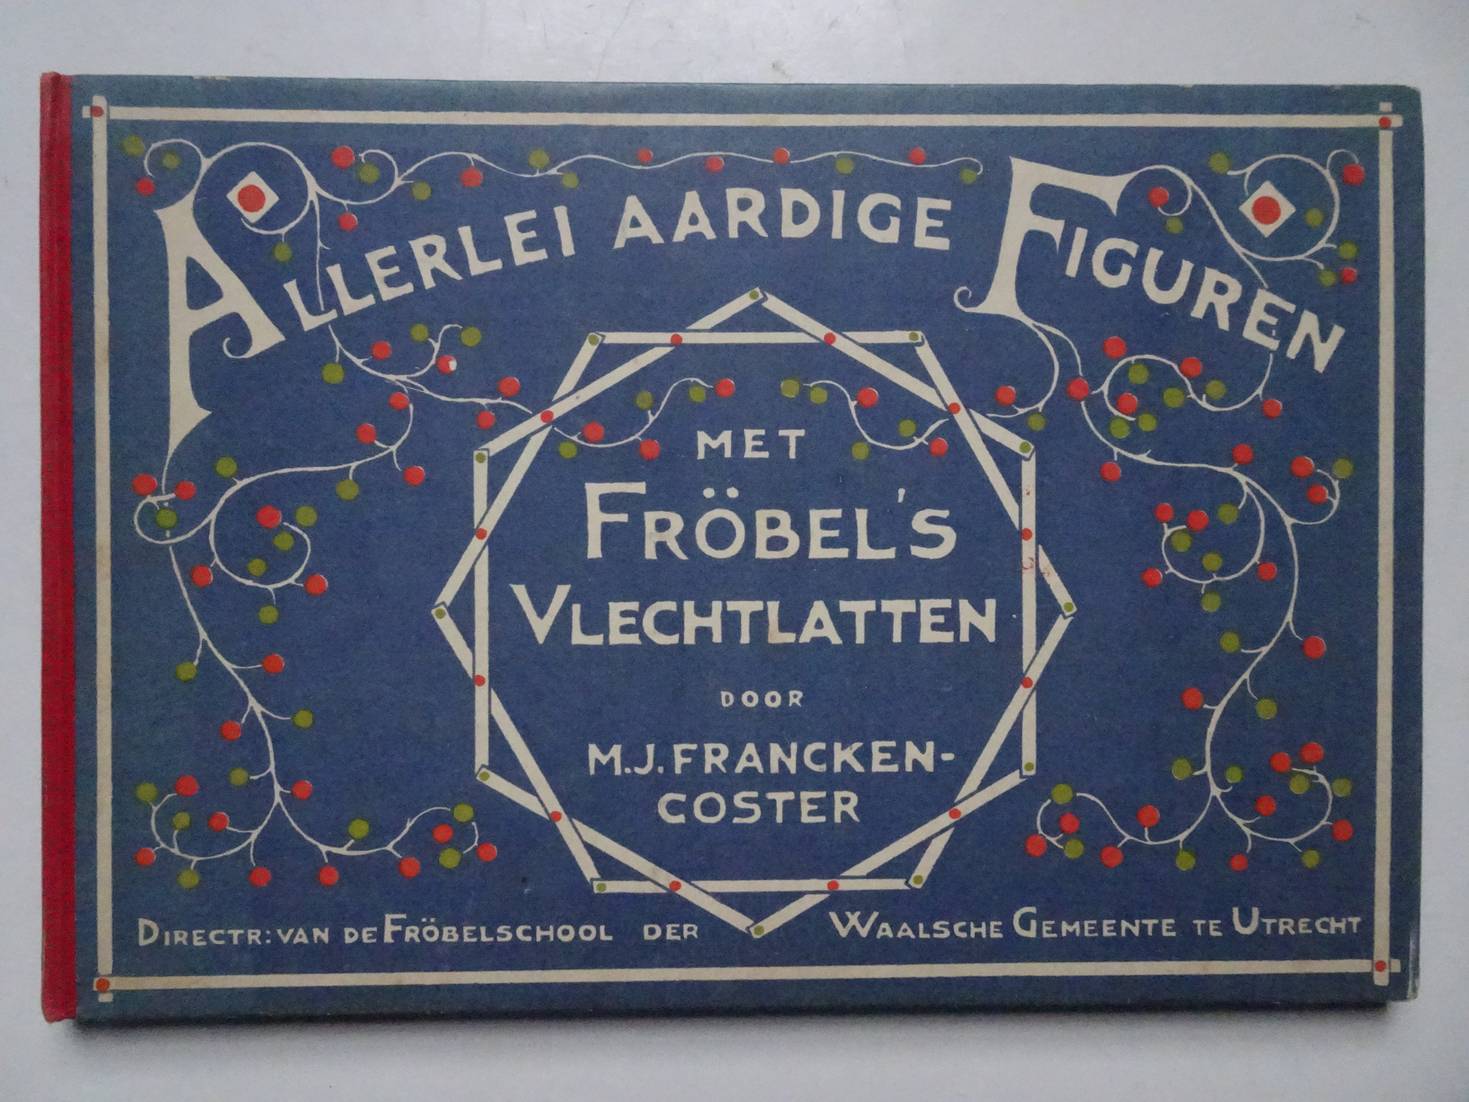 ALLERLEI AARDIGE FIGUREN
MET
FRÖBEL'S
VLECHTLATTEN
DOOR
M.J. FRANCKEN-
COSTER
DIRECTR: VAN DE FRÖBELSCHOOL DER WAALSCHE GEMEENTE TE UTRECHT